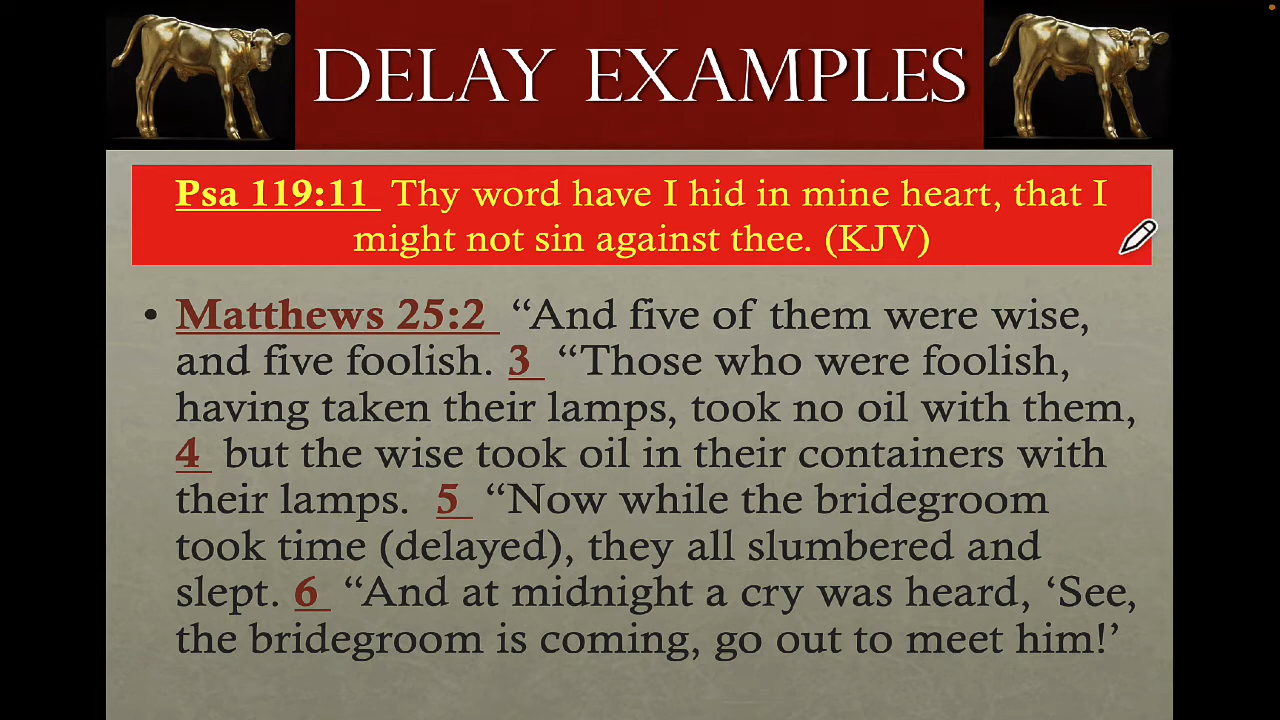 DELAY EXAMPLES
Psa 119:11 Thy word have I hid in mine heart, that I
might not sin against thee. (KJV)
• Matthews 25:2 “And five of them were wise,
and five foolish. 3 “Those who were foolish,
having taken their lamps, took no oil with them,
4 but the wise took oil in their containers with
their lamps. 5 “Now while the bridegroom
took time (delayed), they all slumbered and
slept. 6 “And at midnight a cry was heard, ‘See,
the bridegroom is coming, go out to meet him!’